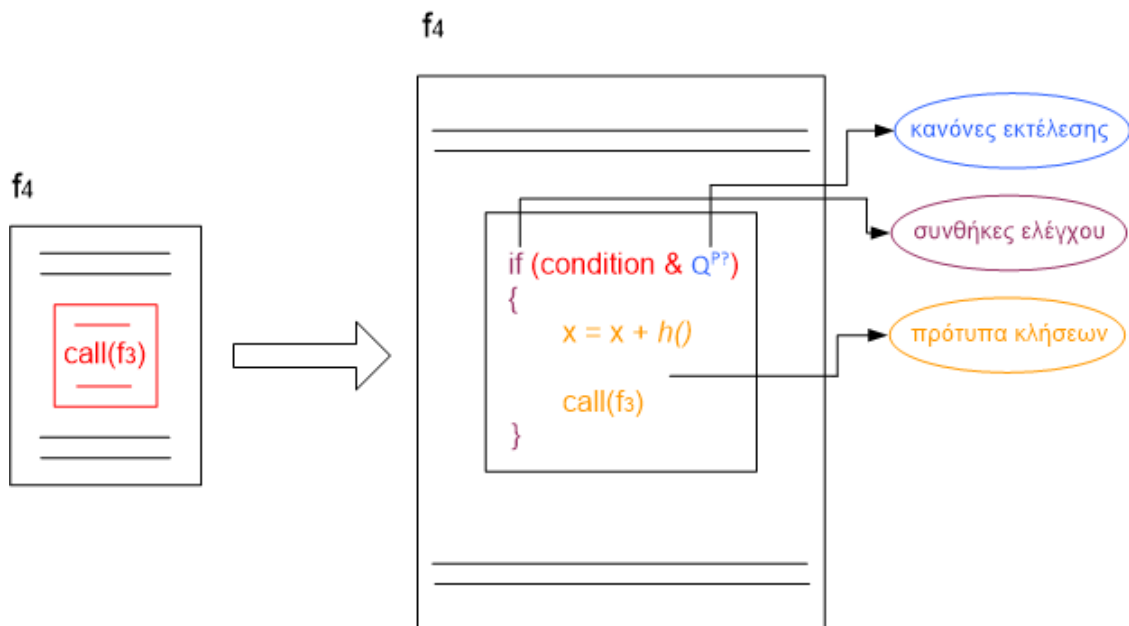 f4
f4
call(f3)
if (condition & Q^P?)
{
x = x + h()
call(f3)
}
κανόνες εκτέλεσης
συνθήκες ελέγχου
πρότυπα κλήσεων